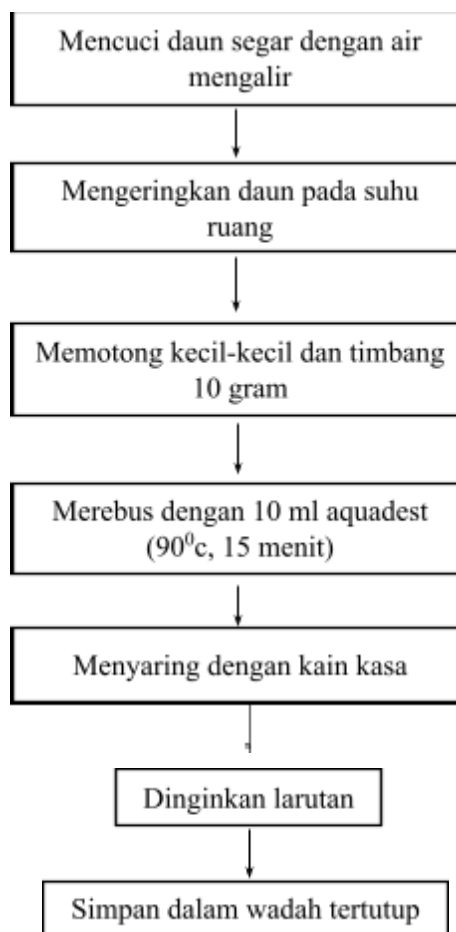 Mencuci daun segar dengan air
mengalir
Mengeringkan daun pada suhu
ruang
Memotong kecil-kecil dan timbang
10 gram
Merebus dengan 10 ml aquadest
(90⁰c, 15 menit)
Menyaring dengan kain kasa
Dinginkan larutan
Simpan dalam wadah tertutup